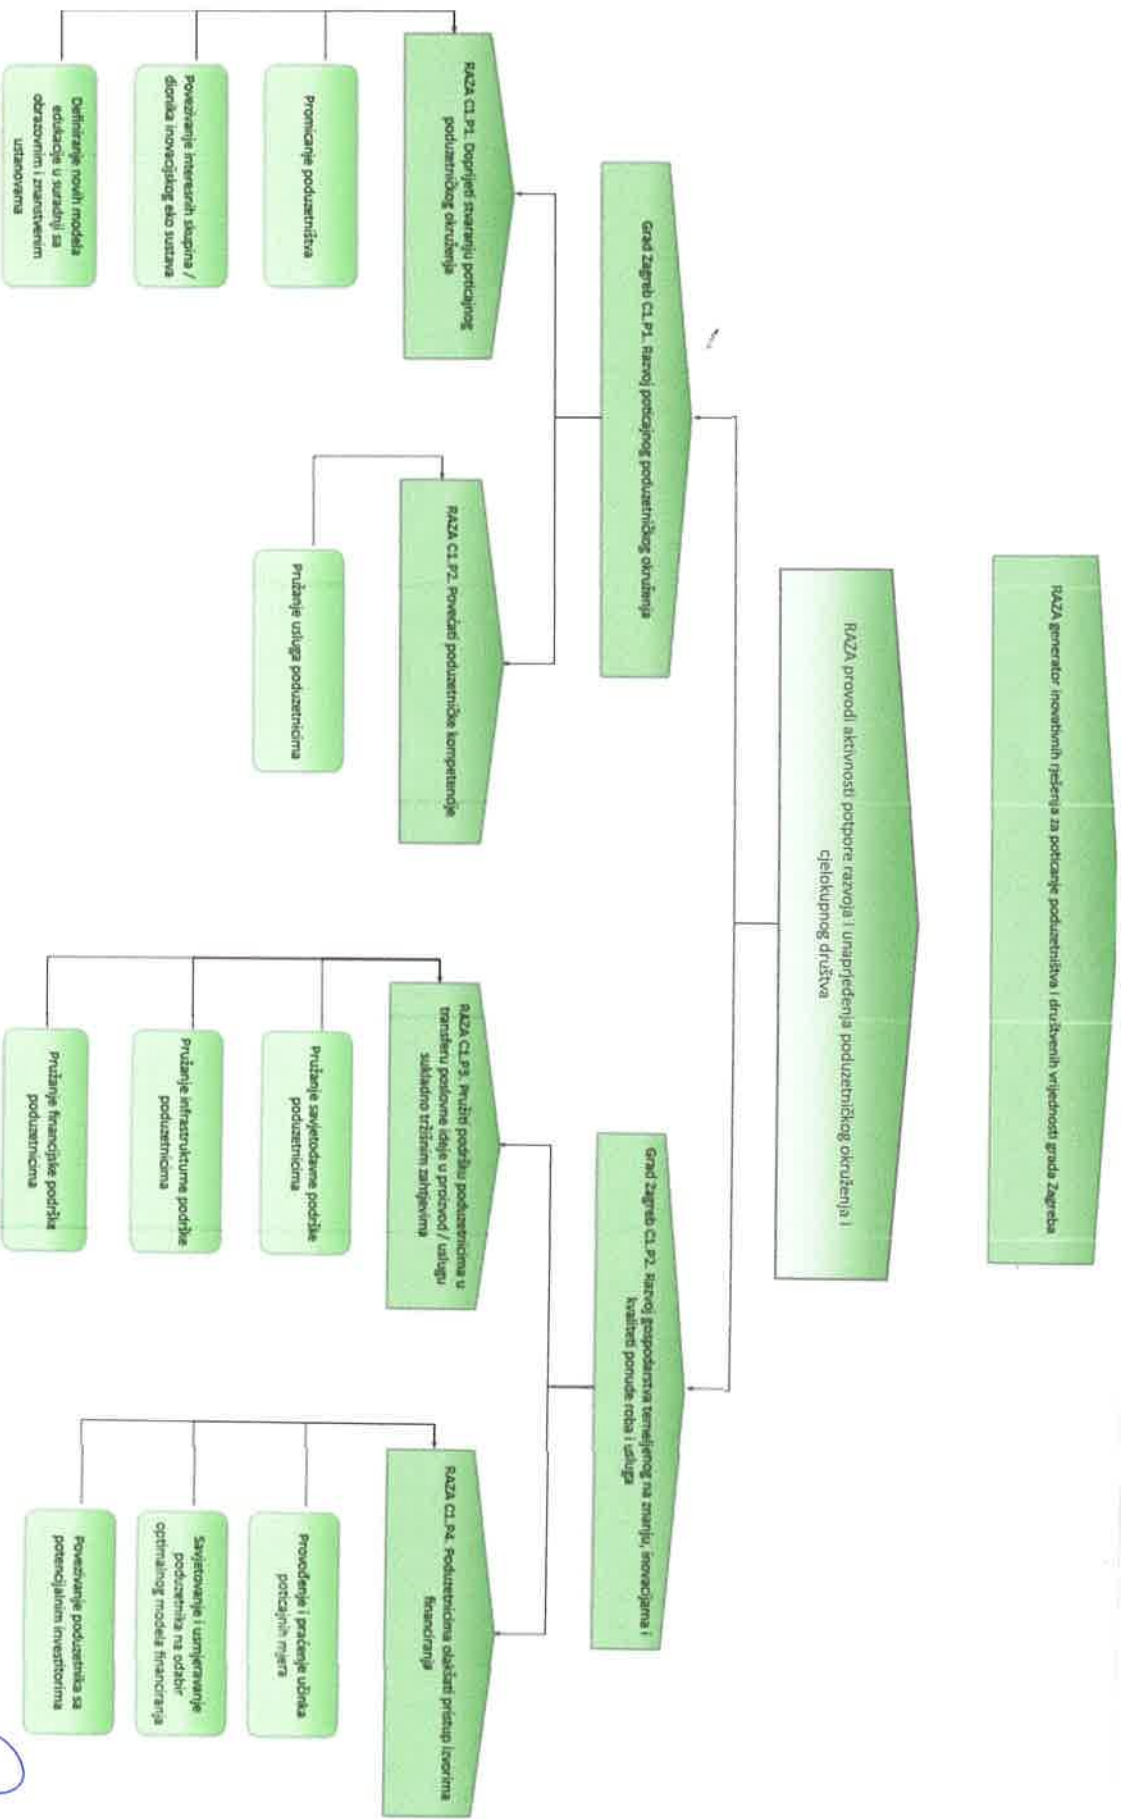 RAZA generator inovativnih rješenja za poticanje poduzetništva i društvenih vrijednosti grada Zagreba
RAZA provodi aktivnosti potpore razvoja i unaprjeđenja poduzetničkog okruženja i
cjelokupnog društva
Grad Zagreb C1.P1. Razvoj poticajnog poduzetničkog okruženja
RAZA C1.P1. Doprijeti stvaranju poticajnog
poduzetničkog okruženja
Promicanje poduzetništva
Povezivanje interesnih skupina /
dionika inovacijskog eko sustava
Definiranje novih modela
edukacije u suradnji sa
obrazovnim i znanstvenim
ustanovama
RAZA C1.P2. Povećati poduzetničke kompetencije
Pružanje usluga poduzetnicima
Grad Zagreb C1.P2. Razvoj gospodarstva temeljenog na znanju, inovacijama i
kvaliteti ponude roba i usluga
RAZA C1.P3. Pružiti podršku poduzetnicima u
transferu poslovne ideje u proizvod / uslugu
sukladno tržišnim zahtjevima
Pružanje savjetodavne podrške
poduzetnicima
Pružanje infrastrukturne podrške
poduzetnicima
Pružanje financijske podrške
poduzetnicima
RAZA C1.P4. Poduzetnicima olakšati pristup izvorima
financiranja
Provođenje i praćenje učinka
poticajnih mjera
Savjetovanje i usmjeravanje
poduzetnika na odabir
optimalnog modela financiranja
Povezivanje poduzetnika sa
potencijalnim investitorima